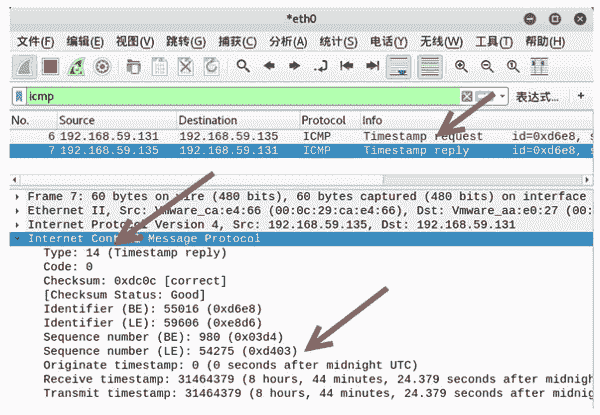 *eth0
文件(F) 编辑(E) 视图(V) 跳转(G) 捕获(C) 分析(A) 统计(S) 电话(Y) 无线(W) 工具(T) 帮助(H)
icmp 表达式… +
No. Source Destination Protocol Info
6 192.168.59.131 192.168.59.135 ICMP Timestamp request id=0xd6e8, s
7 192.168.59.135 192.168.59.131 ICMP Timestamp reply id=0xd6e8, s
Frame 7: 60 bytes on wire (480 bits), 60 bytes captured (480 bits) on interface
Ethernet II, Src: Vmware_ca:e4:66 (00:0c:29:ca:e4:66), Dst: Vmware_aa:e0:27 (00:
Internet Protocol Version 4, Src: 192.168.59.135, Dst: 192.168.59.131
Internet Control Message Protocol
Type: 14 (Timestamp reply)
Code: 0
Checksum: 0xdc0c [correct]
[Checksum Status: Good]
Identifier (BE): 55016 (0xd6e8)
Identifier (LE): 59606 (0xe8d6)
Sequence number (BE): 980 (0x03d4)
Sequence number (LE): 54275 (0xd403)
Originate timestamp: 0 (0 seconds after midnight UTC)
Receive timestamp: 31464379 (8 hours, 44 minutes, 24.379 seconds after midnigh
Transmit timestamp: 31464379 (8 hours, 44 minutes, 24.379 seconds after midnig